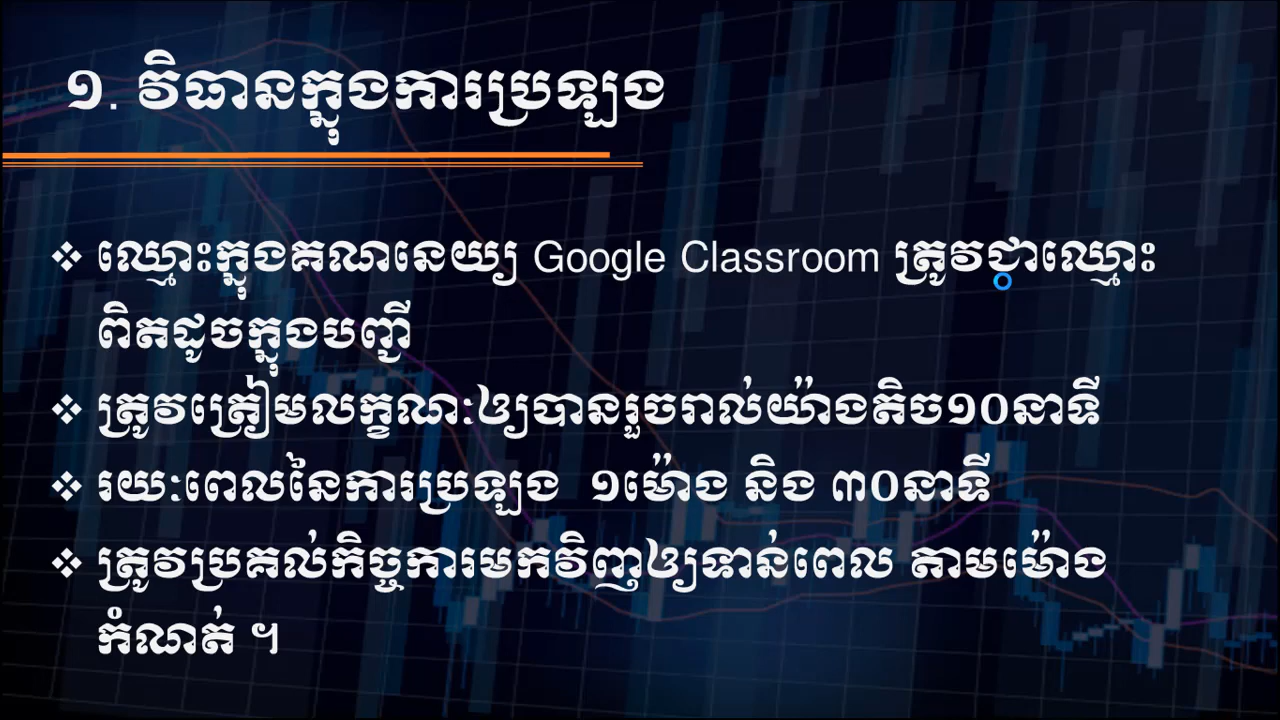 ១. វិធានក្នុងការប្រឡង
❖ ឈ្មោះក្នុងគណនេយ្យ Google Classroom ត្រូវជាឈ្មោះ
ពិតដូចក្នុងបញ្ជី
❖ ត្រូវត្រៀមលក្ខណៈឲ្យបានរួចរាល់យ៉ាងតិច១០នាទី
❖ រយៈពេលនៃការប្រឡង ១ម៉ោង និង ៣០នាទី
❖ ត្រូវប្រគល់កិច្ចការមកវិញឲ្យទាន់ពេល តាមម៉ោង
កំណត់ ។